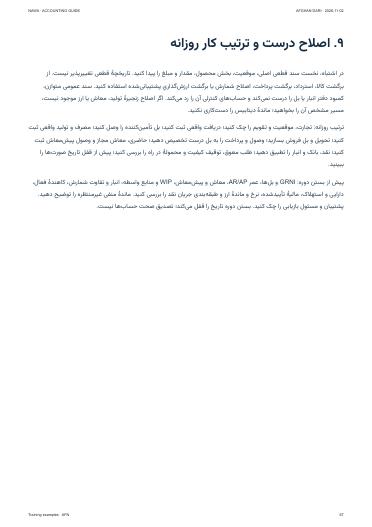 NAWA · ACCOUNTING GUIDE
AFGHAN DARI · 2026.11.02
۹. اصلاح درست و ترتیب کار روزانه
در اشتباه، نخست سند قطعی اصلی، موقعیت، بخش محصول، مقدار و مبلغ را پیدا کنید. تاریخچهٔ قطعی تغییرپذیر نیست. از
برگشت کالا، استرداد، برگشت پرداخت، اصلاح شمارش یا برگشت ارزش‌گذاری پشتیبانی‌شده استفاده کنید. سند عمومی متوازن،
کمبود دفتر انبار یا بل را درست نمی‌کند و حساب‌های کنترلی آن را رد می‌کند. اگر اصلاح زنجیرهٔ تولید، معاش یا ارز موجود نیست،
مسیر مشخص آن را بخواهید؛ ماندهٔ دیتابیس را دست‌کاری نکنید.
ترتیب روزانه: تجارت، موقعیت و تقویم را چک کنید؛ دریافت واقعی ثبت کنید؛ بل تأمین‌کننده را وصل کنید؛ مصرف و تولید واقعی ثبت
کنید؛ تحویل و بل فروش بسازید؛ وصول و پرداخت را به بل درست تخصیص دهید؛ حاضری، معاش مجاز و وصول پیش‌معاش ثبت
کنید؛ نقد، بانک و انبار را تطبیق دهید؛ طلب معوق، توقیف کیفیت و محمولهٔ در راه را بررسی کنید؛ پیش از قفل تاریخ صورت‌ها را
ببینید.
پیش از بستن دوره: GRNI و بل‌ها، عمر AR/AP، معاش و پیش‌معاش، WIP و منابع واسطه، انبار و تفاوت شمارش، کاهندهٔ فعال،
دارایی و استهلاک، مالیهٔ تأییدشده، نرخ و ماندهٔ ارز و طبقه‌بندی جریان نقد را بررسی کنید. ماندهٔ منفی غیرمنتظره را توضیح دهید.
پشتیبان و مسئول بازیابی را چک کنید. بستن دوره تاریخ را قفل می‌کند؛ تصدیق صحت حساب‌ها نیست.
Training examples · AFN